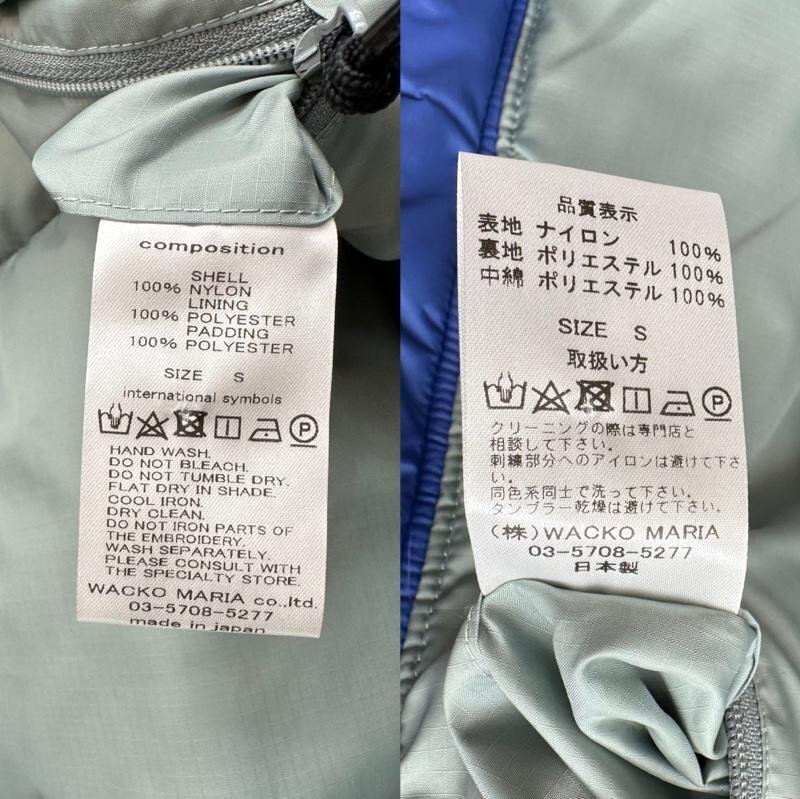 composition
SHELL
100% NYLON
LINING
100% POLYESTER
PADDING
100% POLYESTER
SIZE S
international symbols
HAND WASH.
DO NOT BLEACH.
DO NOT TUMBLE DRY.
FLAT DRY IN SHADE.
COOL IRON.
DRY CLEAN.
DO NOT IRON PARTS OF
THE EMBROIDERY.
WASH SEPARATELY.
PLEASE CONSULT WITH
THE SPECIALTY STORE.
WACKO MARIA co.,ltd.
03-5708-5277
made in japan
品質表示
表地 ナイロン 100%
裏地 ポリエステル 100%
中綿 ポリエステル 100%
SIZE S
取扱い方
P
クリーニングの際は専門店と
相談して下さい。
刺繍部分へのアイロンは避けて下さ
い。
同色系同士で洗って下さい。
タンブラー乾燥は避けて下さい。
(株)WACKO MARIA
03-5708-5277
日本製